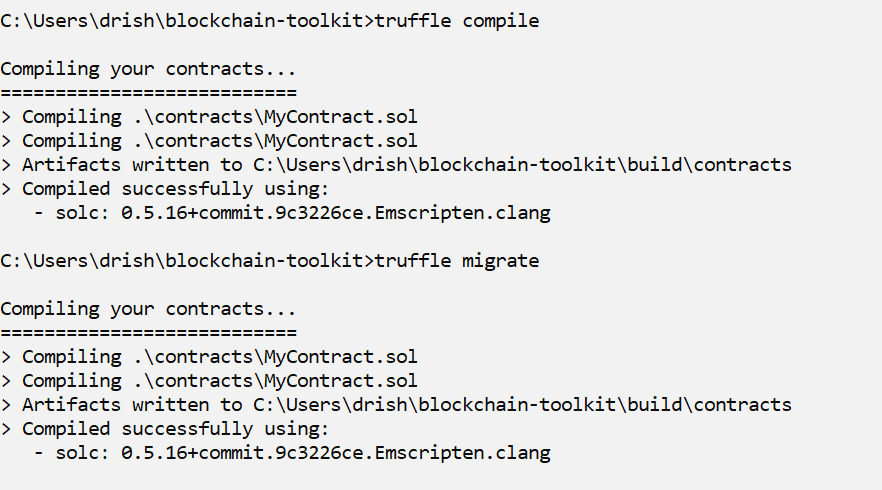 C:\Users\drish\blockchain-toolkit>truffle compile
Compiling your contracts...
===========================
> Compiling .\contracts\MyContract.sol
> Compiling .\contracts\MyContract.sol
> Artifacts written to C:\Users\drish\blockchain-toolkit\build\contracts
> Compiled successfully using:
   - solc: 0.5.16+commit.9c3226ce.Emscripten.clang
C:\Users\drish\blockchain-toolkit>truffle migrate
Compiling your contracts...
===========================
> Compiling .\contracts\MyContract.sol
> Compiling .\contracts\MyContract.sol
> Artifacts written to C:\Users\drish\blockchain-toolkit\build\contracts
> Compiled successfully using:
   - solc: 0.5.16+commit.9c3226ce.Emscripten.clang